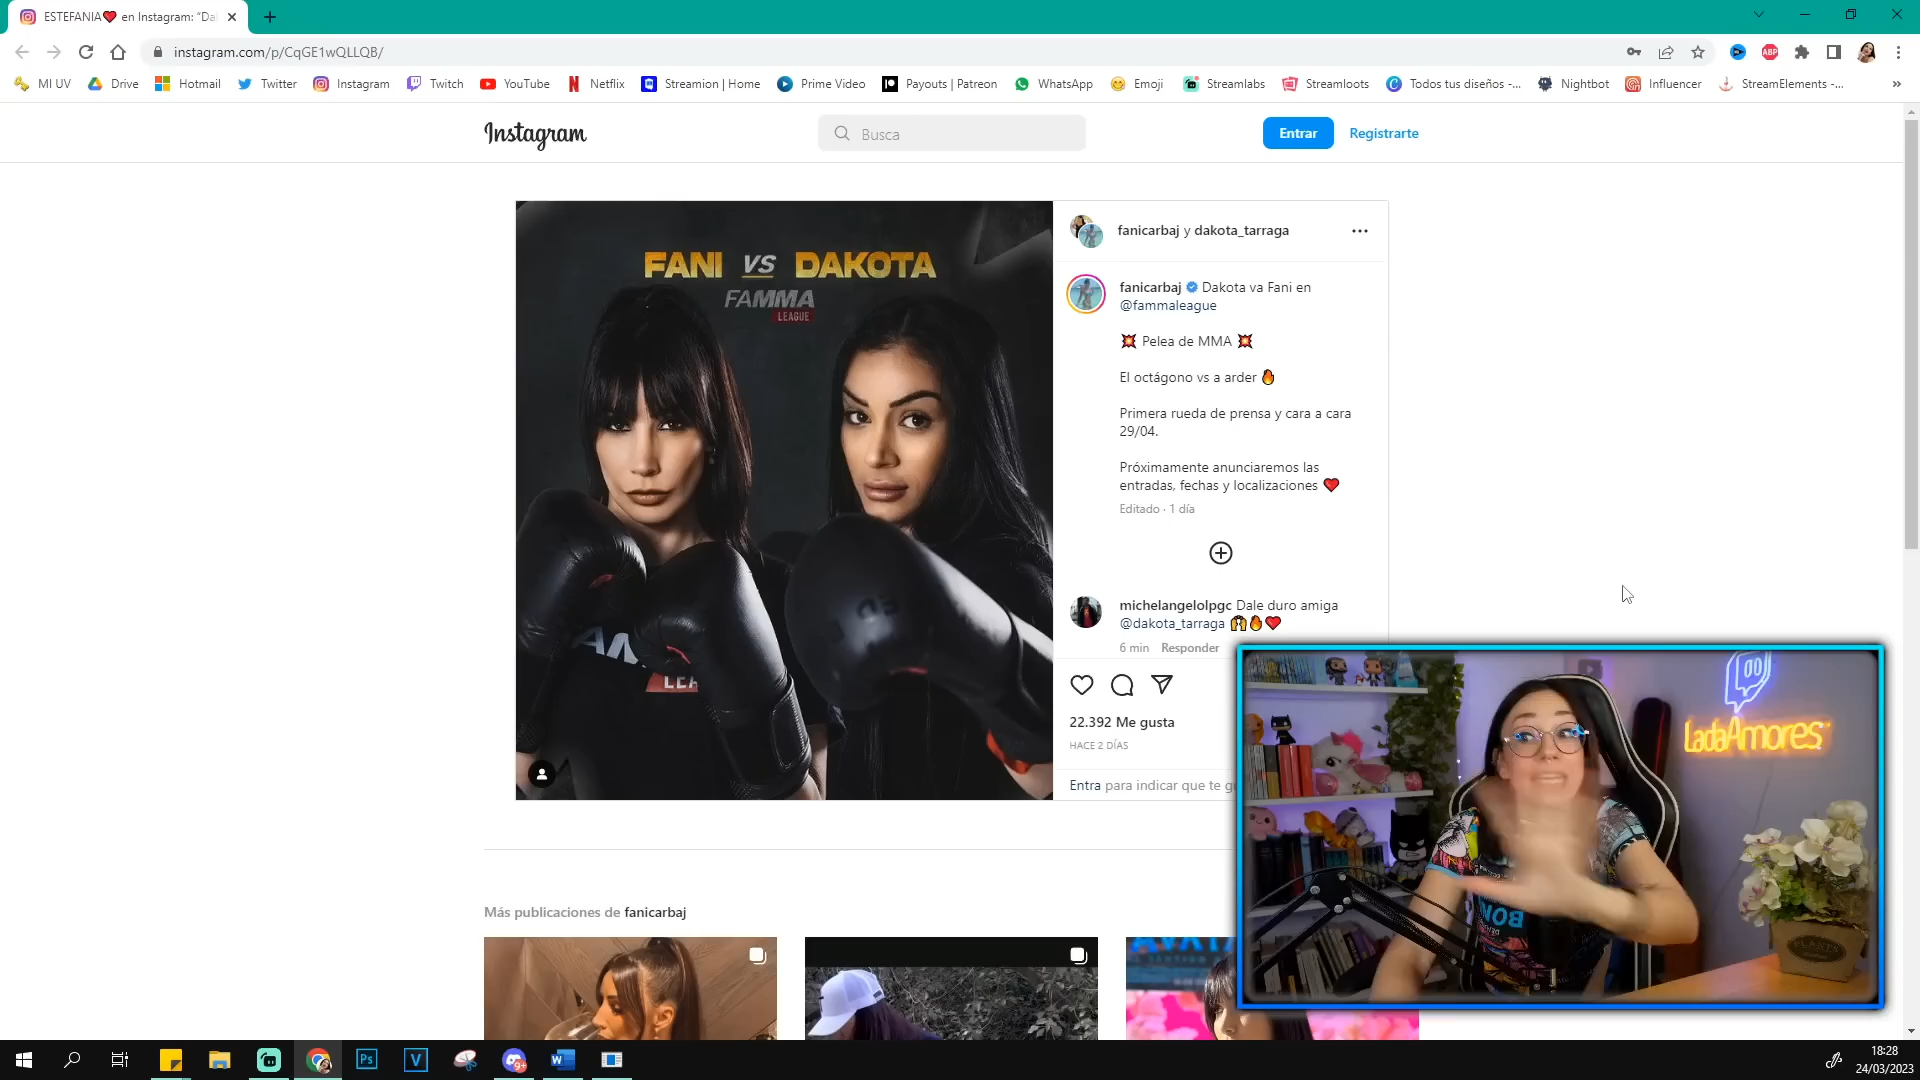 ESTEFANIA❤️ en Instagram: “Da
instagram.com/p/CqGE1wQLLQB/
ABP
MI UV
Drive
Hotmail
Twitter
Instagram
Twitch
YouTube
Netflix
Streamion | Home
Prime Video
Payouts | Patreon
WhatsApp
Emoji
Streamlabs
Streamloots
Todos tus diseños -...
Nightbot
Influencer
StreamElements -...
»
Instagram
Busca
Entrar
Registrarte
FANI VS DAKOTA
FAMMA
LEAGUE
fanicarbaj y dakota_tarraga
fanicarbaj Dakota va Fani en
@fammaleague
💥 Pelea de MMA 💥
El octágono vs a arder 🔥
Primera rueda de prensa y cara a cara
29/04.
Próximamente anunciaremos las
entradas, fechas y localizaciones ❤️
Editado · 1 día
michelangelolpgc Dale duro amiga
@dakota_tarraga 🙌🔥❤️
6 min Responder
22.392 Me gusta
HACE 2 DÍAS
Entra para indicar que te gu
LadaAmores
Más publicaciones de fanicarbaj
Ps
V
9+
W
18:28
24/03/2023